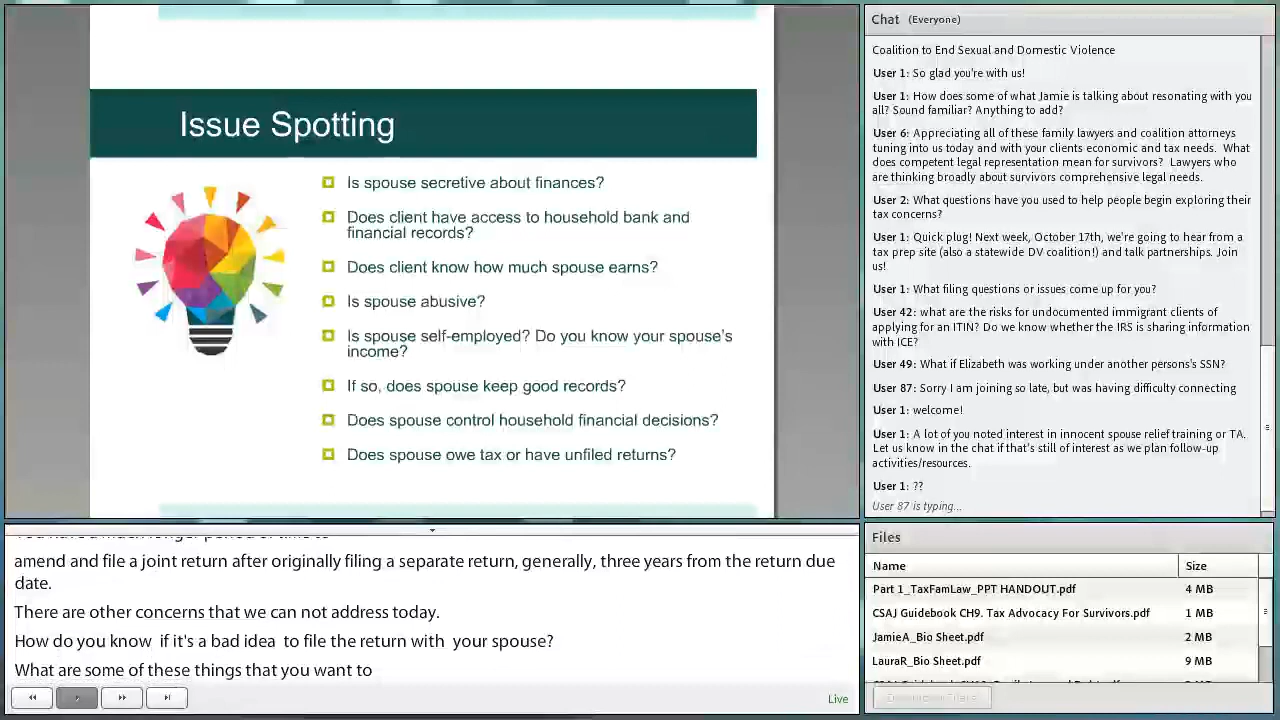 Issue Spotting
Is spouse secretive about finances?
Does client have access to household bank and
financial records?
Does client know how much spouse earns?
Is spouse abusive?
Is spouse self-employed? Do you know your spouse's
income?
If so, does spouse keep good records?
Does spouse control household financial decisions?
Does spouse owe tax or have unfiled returns?
amend and file a joint return after originally filing a separate return, generally, three years from the return due
date.
There are other concerns that we can not address today.
How do you know if it's a bad idea to file the return with your spouse?
What are some of these things that you want to
Live
Chat (Everyone)
Coalition to End Sexual and Domestic Violence
User 1: So glad you're with us!
User 1: How does some of what Jamie is talking about resonating with you
all? Sound familiar? Anything to add?
User 6: Appreciating all of these family lawyers and coalition attorneys
tuning into us today and with your clients economic and tax needs. What
does competent legal representation mean for survivors? Lawyers who
are thinking broadly about survivors comprehensive legal needs.
User 2: What questions have you used to help people begin exploring their
tax concerns?
User 1: Quick plug! Next week, October 17th, we're going to hear from a
tax prep site (also a statewide DV coalition!) and talk partnerships. Join
us!
User 1: What filing questions or issues come up for you?
User 42: what are the risks for undocumented immigrant clients of
applying for an ITIN? Do we know whether the IRS is sharing information
with ICE?
User 49: What if Elizabeth was working under another person's SSN?
User 87: Sorry I am joining so late, but was having difficulty connecting
User 1: welcome!
User 1: A lot of you noted interest in innocent spouse relief training or TA.
Let us know in the chat if that's still of interest as we plan follow-up
activities/resources.
User 1: ??
User 87 is typing...
Files
Name Size
Part 1_TaxFamLaw_PPT HANDOUT.pdf 4 MB
CSAJ Guidebook CH9. Tax Advocacy For Survivors.pdf 1 MB
JamieA_Bio Sheet.pdf 2 MB
LauraR_Bio Sheet.pdf 9 MB